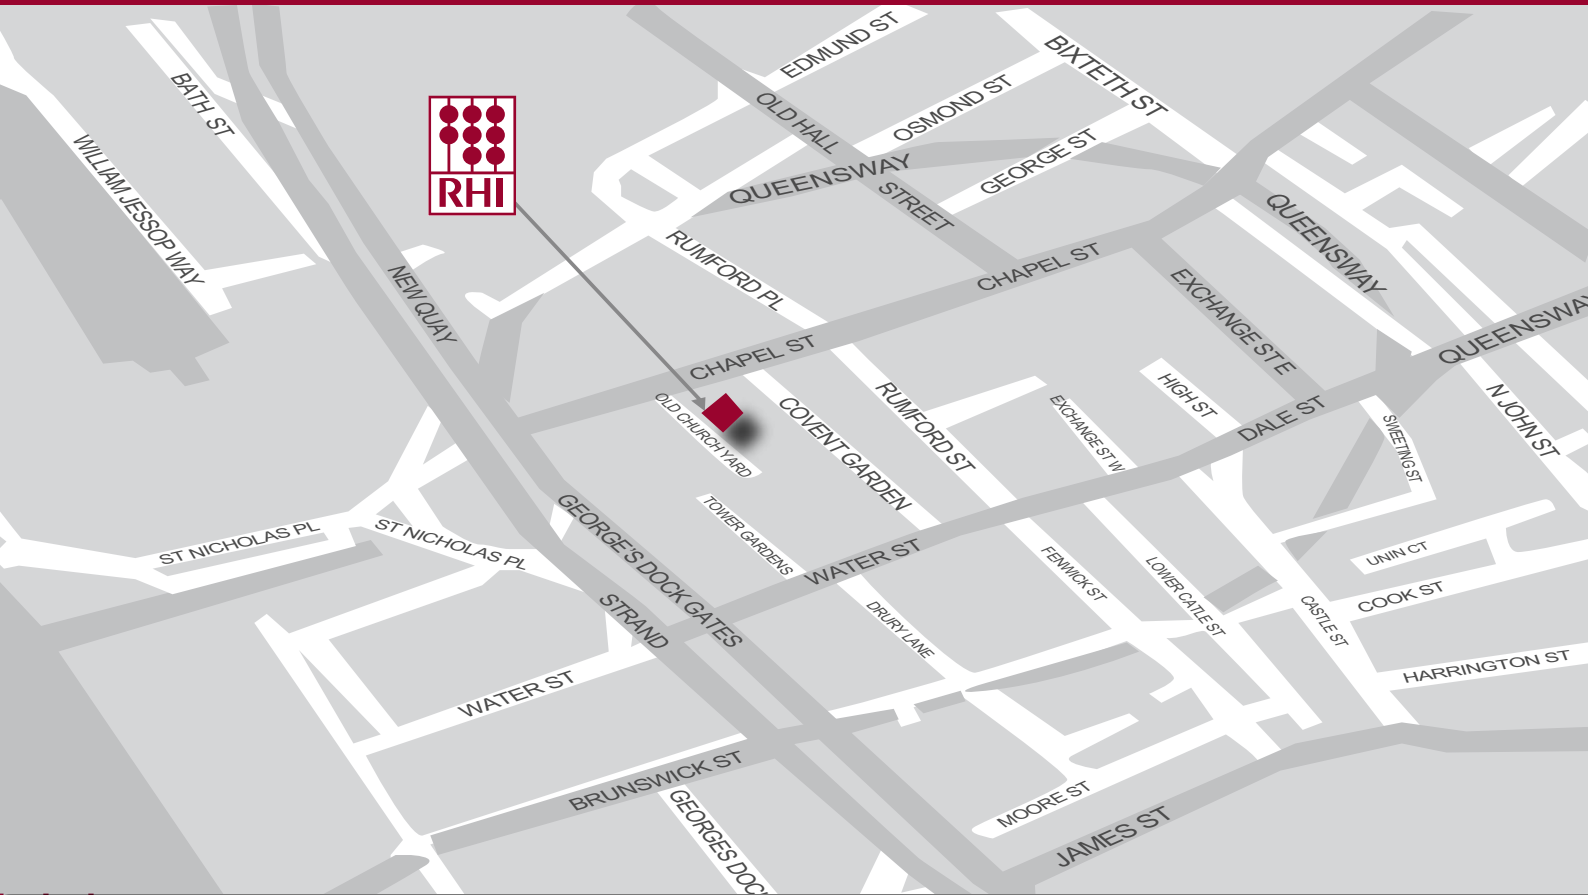 EDMUND ST
BIXTETH ST
BATH ST
OLD HALL
STREET
OSMOND ST
GEORGE ST
WILLIAM JESSOP WAY
RHI
QUEENSWAY
QUEENSWAY
RUMFORD PL
CHAPEL ST
NEW QUAY
EXCHANGE ST E
QUEENSWA
CHAPEL ST
OLD CHURCH YARD
COVENT GARDEN
RUMFORD ST
EXCHANGE ST W
HIGH ST
DALE ST
SWEETING ST
N JOHN ST
ST NICHOLAS PL
ST NICHOLAS PL
GEORGE'S DOCK GATES
TOWER GARDENS
WATER ST
FENWICK ST
LOWER CATLE ST
UNIN CT
COOK ST
STRAND
DRURY LANE
CASTLE ST
HARRINGTON ST
WATER ST
BRUNSWICK ST
GEORGES DOC
MOORE ST
JAMES ST